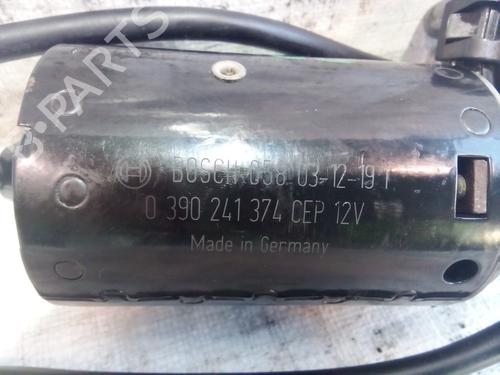 BOSCH 058 03-12-19 1
0 390 241 374 CEP 12V
Made in Germany
PARTS